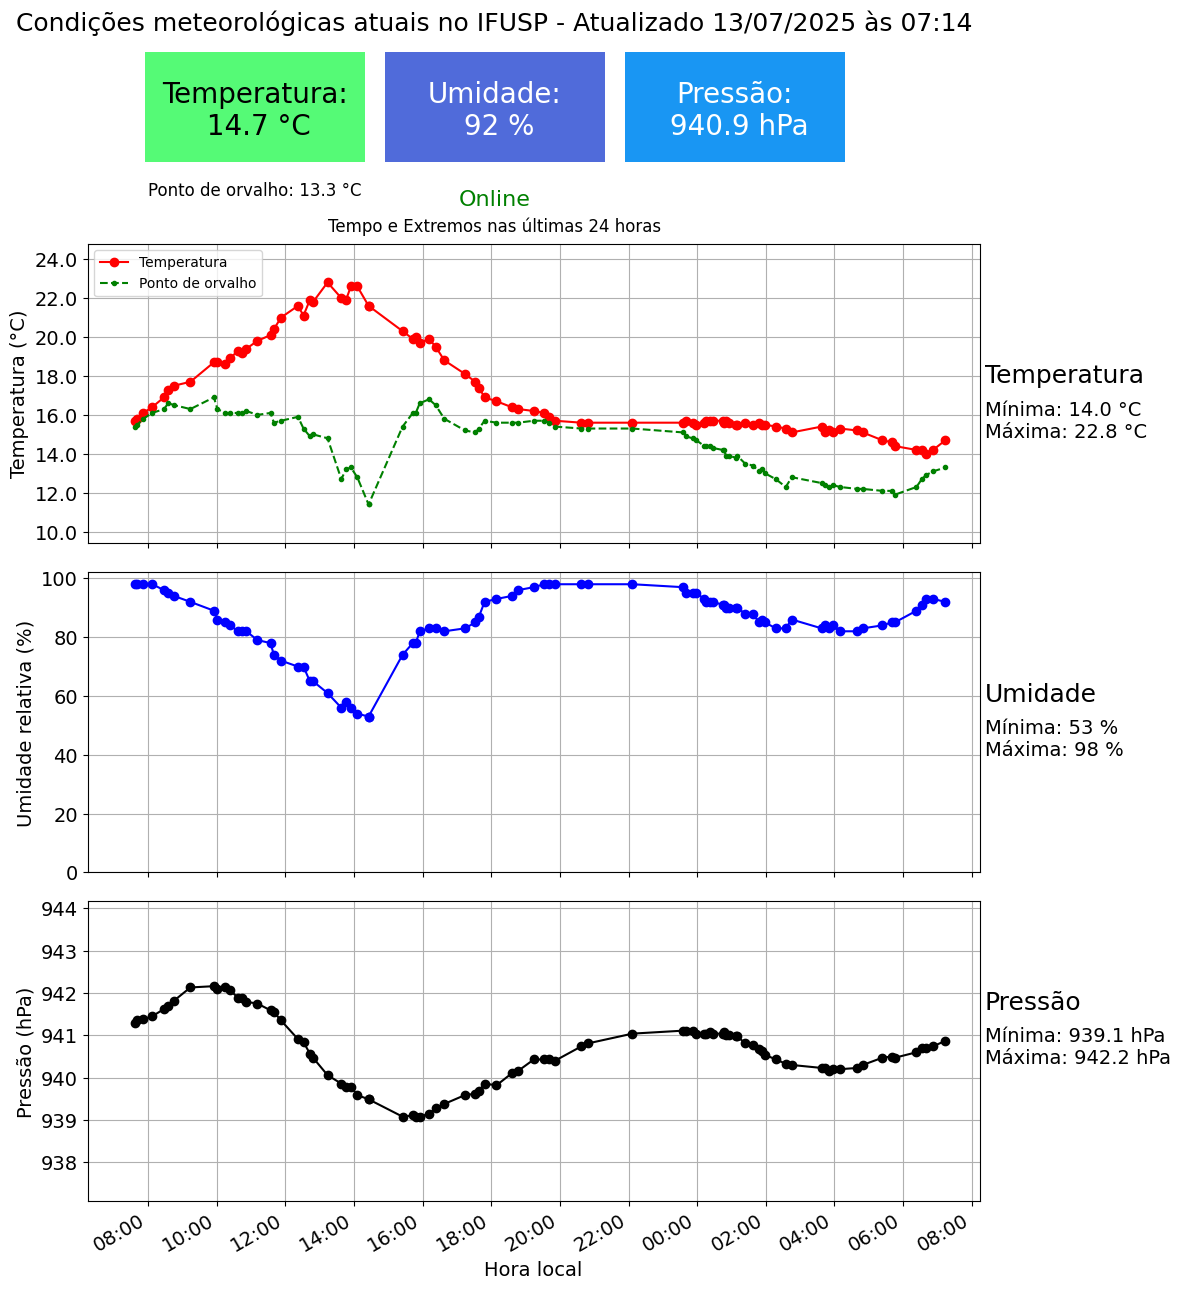 Condições meteorológicas atuais no IFUSP - Atualizado 13/07/2025 às 07:14
Temperatura:
14.7 °C
Umidade:
92 %
Pressão:
940.9 hPa
Ponto de orvalho: 13.3 °C
Online
Tempo e Extremos nas últimas 24 horas
Temperatura (°C)
24.0
22.0
20.0
18.0
16.0
14.0
12.0
10.0
Temperatura
Ponto de orvalho
Temperatura
Mínima: 14.0 °C
Máxima: 22.8 °C
Umidade relativa (%)
100
80
60
40
20
0
Umidade
Mínima: 53 %
Máxima: 98 %
Pressão (hPa)
944
943
942
941
940
939
938
Pressão
Mínima: 939.1 hPa
Máxima: 942.2 hPa
08:00
10:00
12:00
14:00
16:00
18:00
20:00
22:00
00:00
02:00
04:00
06:00
08:00
Hora local